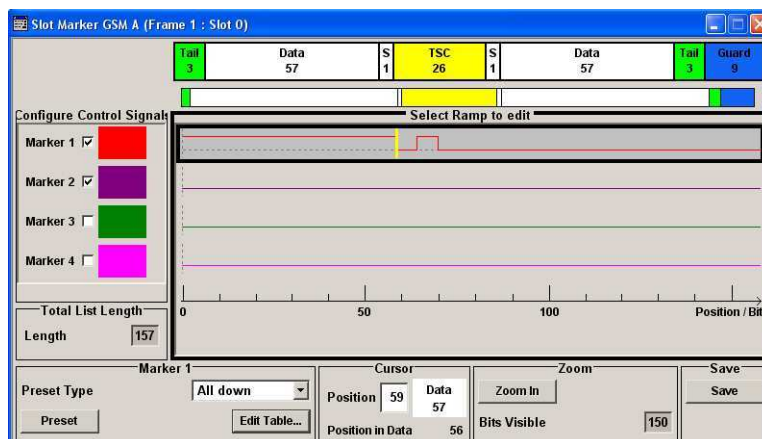 Slot Marker GSM A (Frame 1 : Slot 0)
Tail Data S TSC S Data Tail Guard
3 57 1 26 1 57 3 9
Configure Control Signals
Select Ramp to edit
Marker 1
Marker 2
Marker 3
Marker 4
0 50 100 Position / Bit
Total List Length
Length 157
Marker 1
Preset Type All down
Preset Edit Table...
Cursor
Position 59 Data
57
Position in Data 56
Zoom
Zoom In
Bits Visible 150
Save
Save